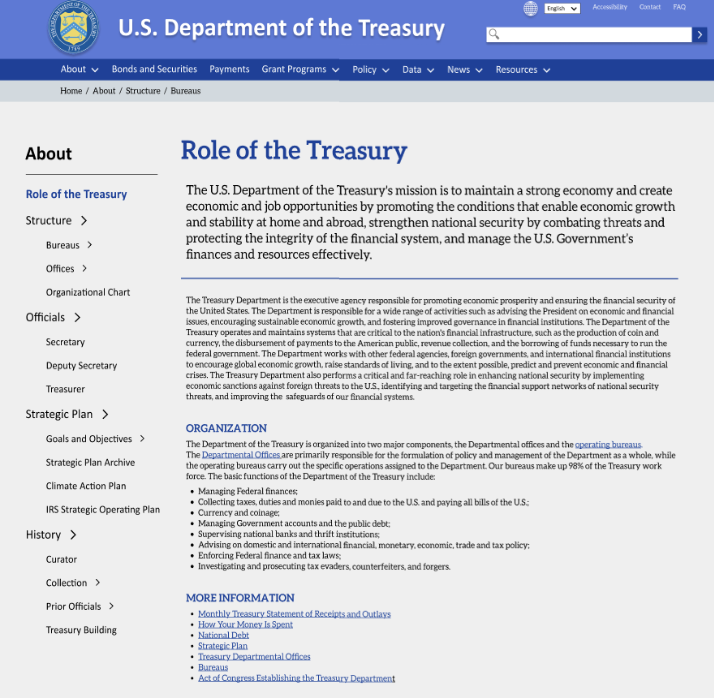 U.S. Department of the Treasury
English
Accessibility Contact FAQ
About Bonds and Securities Payments Grant Programs Policy Data News Resources
Home / About / Structure / Bureaus
About
Role of the Treasury
Structure
Bureaus
Offices
Organizational Chart
Officials
Secretary
Deputy Secretary
Treasurer
Strategic Plan
Goals and Objectives
Strategic Plan Archive
Climate Action Plan
IRS Strategic Operating Plan
History
Curator
Collection
Prior Officials
Treasury Building
Role of the Treasury
The U.S. Department of the Treasury's mission is to maintain a strong economy and create
economic and job opportunities by promoting the conditions that enable economic growth
and stability at home and abroad, strengthen national security by combating threats and
protecting the integrity of the financial system, and manage the U.S. Government's
finances and resources effectively.
The Treasury Department is the executive agency responsible for promoting economic prosperity and ensuring the financial security of
the United States. The Department is responsible for a wide range of activities such as advising the President on economic and financial
issues, encouraging sustainable economic growth, and fostering improved governance in financial institutions. The Department of the
Treasury operates and maintains systems that are critical to the nation's financial infrastructure, such as the production of coin and
currency, the disbursement of payments to the American public, revenue collection, and the borrowing of funds necessary to run the
federal government. The Department works with other federal agencies, foreign governments, and international financial institutions
to encourage global economic growth, raise standards of living, and to the extent possible, predict and prevent economic and financial
crises. The Treasury Department also performs a critical and far-reaching role in enhancing national security by implementing
economic sanctions against foreign threats to the U.S., identifying and targeting the financial support networks of national security
threats, and improving the safeguards of our financial systems.
ORGANIZATION
The Department of the Treasury is organized into two major components, the Departmental offices and the operating bureaus.
The Departmental Offices are primarily responsible for the formulation of policy and management of the Department as a whole, while
the operating bureaus carry out the specific operations assigned to the Department. Our bureaus make up 98% of the Treasury work
force. The basic functions of the Department of the Treasury include:
• Managing Federal finances;
• Collecting taxes, duties and monies paid to and due to the U.S. and paying all bills of the U.S.;
• Currency and coinage;
• Managing Government accounts and the public debt;
• Supervising national banks and thrift institutions;
• Advising on domestic and international financial, monetary, economic, trade and tax policy;
• Enforcing Federal finance and tax laws;
• Investigating and prosecuting tax evaders, counterfeiters, and forgers.
MORE INFORMATION
• Monthly Treasury Statement of Receipts and Outlays
• How Your Money Is Spent
• National Debt
• Strategic Plan
• Treasury Departmental Offices
• Bureaus
• Act of Congress Establishing the Treasury Department